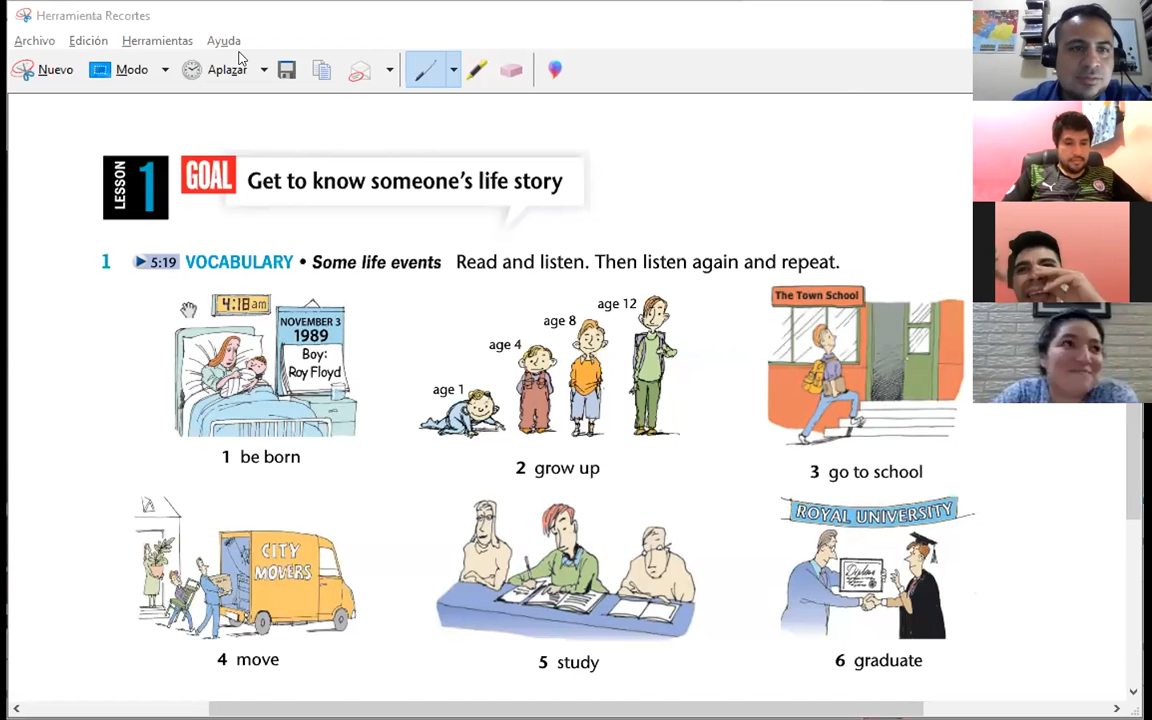 Herramienta Recortes
Archivo Edición Herramientas Ayuda
Nuevo Modo Aplazar
LESSON 1
GOAL Get to know someone's life story
1 5:19 VOCABULARY • Some life events Read and listen. Then listen again and repeat.
4:18 am
NOVEMBER 3
1989
Boy:
Roy Floyd
age 1
age 4
age 8
age 12
The Town School
1 be born
2 grow up
3 go to school
CITY
MOVERS
ROYAL UNIVERSITY
Diploma
4 move
5 study
6 graduate